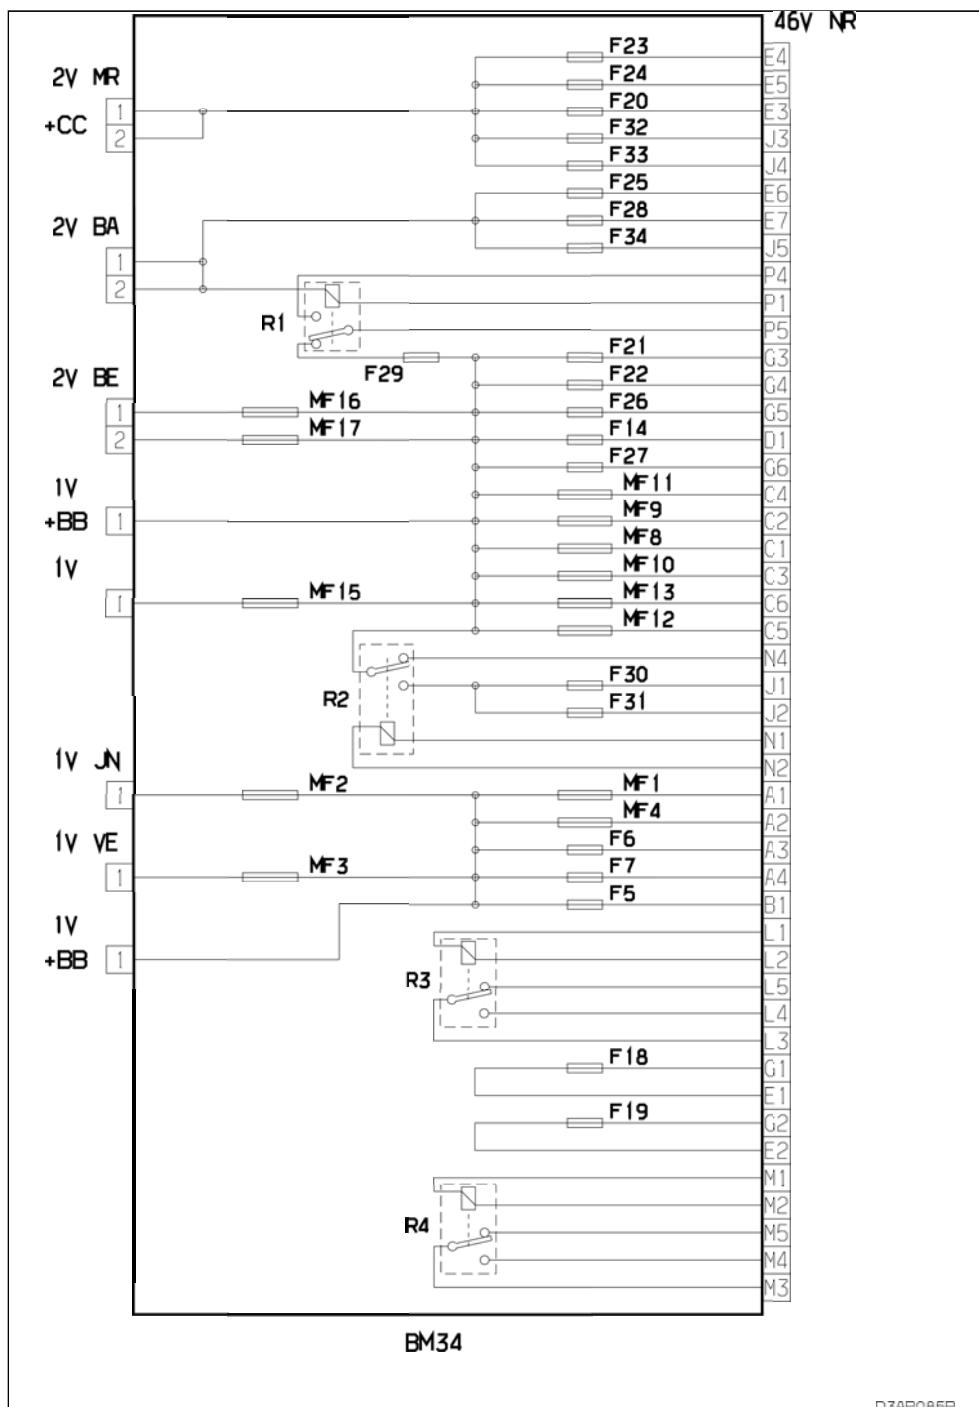 46V NR
F23 E4
2V MR F24 E5
1 F20 E3
+CC 2 F32 J3
F33 J4
F25 E6
2V BA F28 E7
1 F34 J5
2 P4
P1
R1 P5
F21 G3
2V BE F29 F22 G4
1 MF16 F26 G5
2 MF17 F14 D1
F27 G6
1V MF11 C4
+BB 1 MF9 C2
1V MF8 C1
MF10 C3
1 MF15 MF13 C6
MF12 C5
N4
R2 F30 J1
F31 J2
N1
1V JN N2
1 MF2 MF1 A1
MF4 A2
1V VE F6 A3
1 MF3 F7 A4
F5 B1
1V L1
+BB 1 L2
R3 L5
L4
L3
F18 G1
E1
F19 G2
E2
M1
M2
R4 M5
M4
M3
BM34